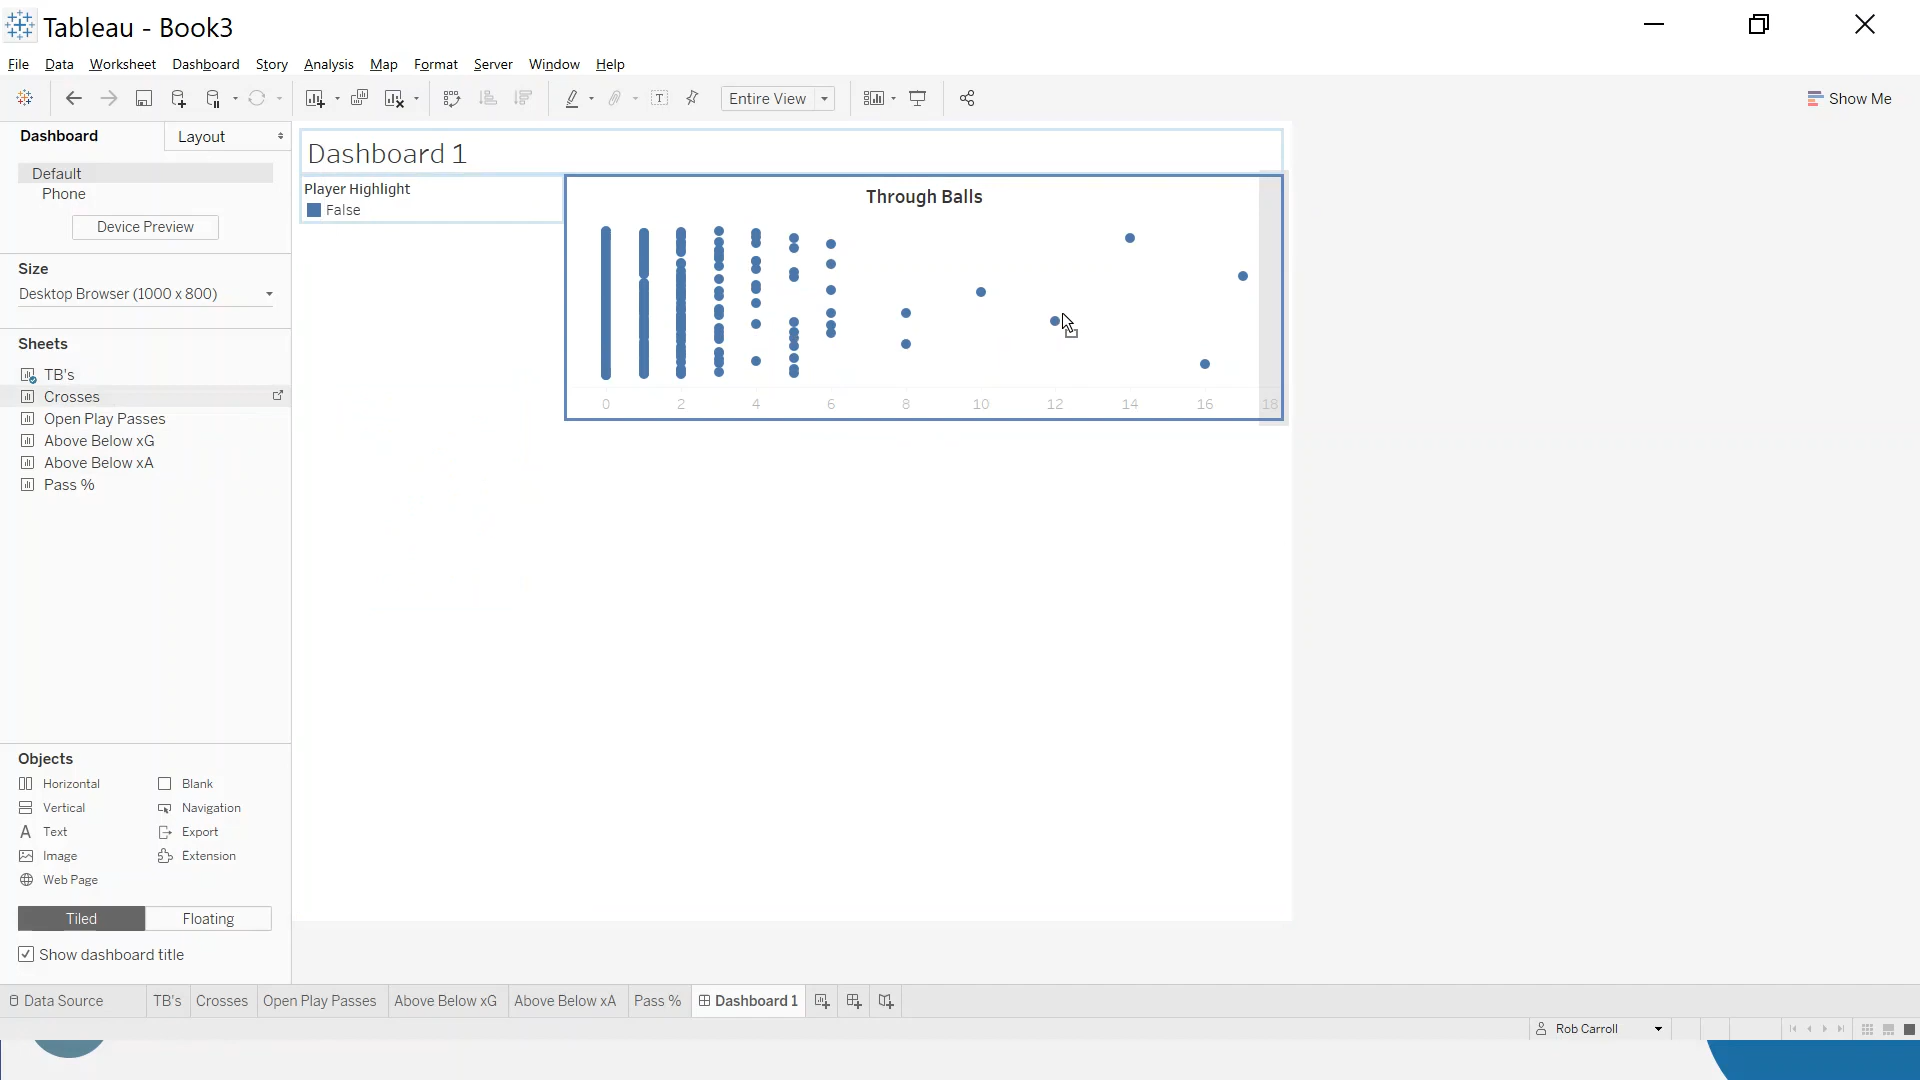 Tableau - Book3
File Data Worksheet Dashboard Story Analysis Map Format Server Window Help
Entire View
Show Me
Dashboard
Layout
Default
Phone
Device Preview
Size
Desktop Browser (1000 x 800)
Sheets
TB's
Crosses
Open Play Passes
Above Below xG
Above Below xA
Pass %
Dashboard 1
Player Highlight
False
Through Balls
0 2 4 6 8 10 12 14 16 18
Objects
Horizontal Blank
Vertical Navigation
A Text Export
Image Extension
Web Page
Tiled Floating
Show dashboard title
Data Source TB's Crosses Open Play Passes Above Below xG Above Below xA Pass % Dashboard 1
Rob Carroll